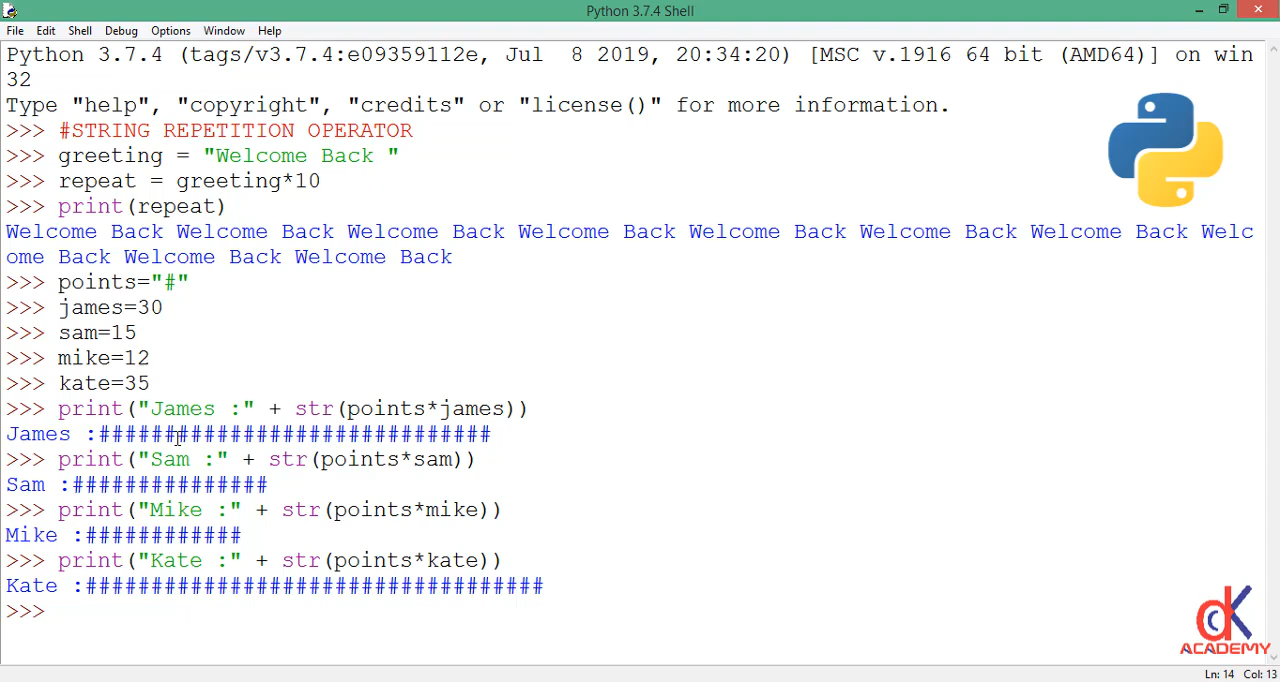 Python 3.7.4 Shell
File Edit Shell Debug Options Window Help
Python 3.7.4 (tags/v3.7.4:e09359112e, Jul  8 2019, 20:34:20) [MSC v.1916 64 bit (AMD64)] on win
32
Type "help", "copyright", "credits" or "license()" for more information.
>>> #STRING REPETITION OPERATOR
>>> greeting = "Welcome Back "
>>> repeat = greeting*10
>>> print(repeat)
Welcome Back Welcome Back Welcome Back Welcome Back Welcome Back Welcome Back Welcome Back Welc
ome Back Welcome Back Welcome Back
>>> points="#"
>>> james=30
>>> sam=15
>>> mike=12
>>> kate=35
>>> print("James :" + str(points*james))
James :##############################
>>> print("Sam :" + str(points*sam))
Sam :###############
>>> print("Mike :" + str(points*mike))
Mike :############
>>> print("Kate :" + str(points*kate))
Kate :###################################
>>>
dcK
ACADEMY
Ln: 14 Col: 13